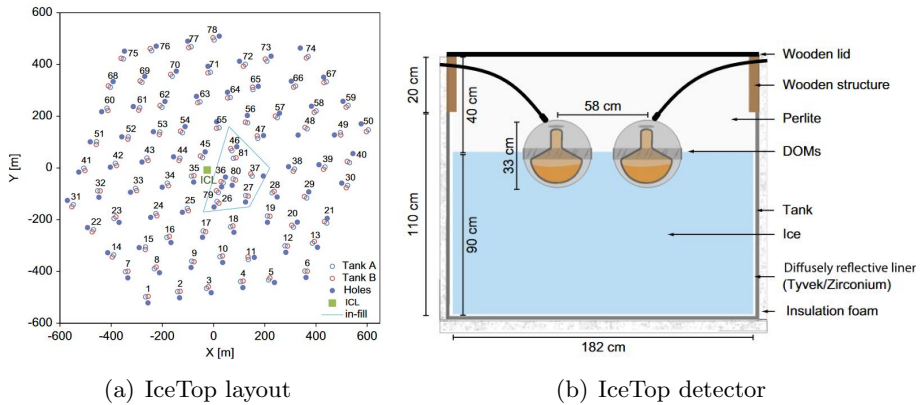 600
400
200
0
-200
-400
-600
Y [m]
-600 -400 -200 0 200 400 600
X [m]
78
75 76 77 72 73 74
68 69 70 71 65 66 67
60 61 62 63 64 56 57 58 59
51 52 53 54 55 47 48 49 50
41 42 43 44 45 46 81 38 39 40
ICL
31 32 33 34 35 36 80 37 28 29 30
22 23 24 25 79 26 27 19 20 21
14 15 16 17 18 12 13
7 8 9 10 11 5 6
1 2 3 4
Tank A
Tank B
Holes
ICL
in-fill
(a) IceTop layout
20 cm
40 cm
58 cm
33 cm
110 cm
90 cm
182 cm
Wooden lid
Wooden structure
Perlite
DOMs
Tank
Ice
Diffusely reflective liner
(Tyvek/Zirconium)
Insulation foam
(b) IceTop detector